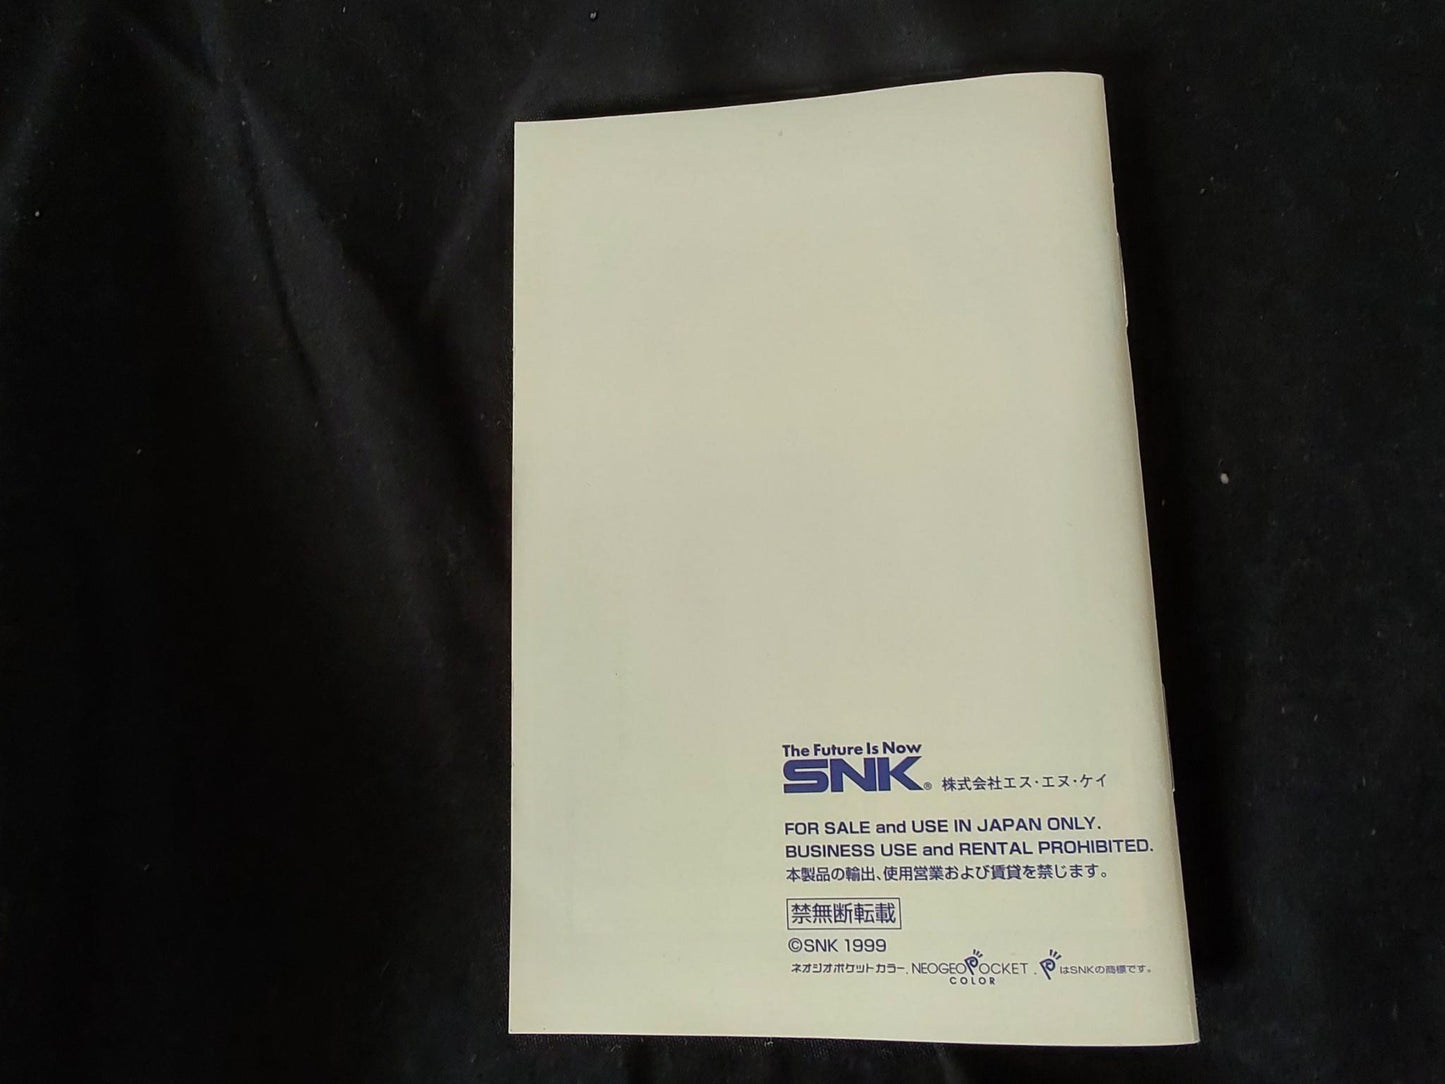 The Future Is Now
SNK® 株式会社エス・エヌ・ケイ
FOR SALE and USE IN JAPAN ONLY.
BUSINESS USE and RENTAL PROHIBITED.
本製品の輸出、使用営業および賃貸を禁じます。
禁無断転載
©SNK 1999
ネオジオポケットカラー, NEOGEO POCKET COLOR , P はSNKの商標です。